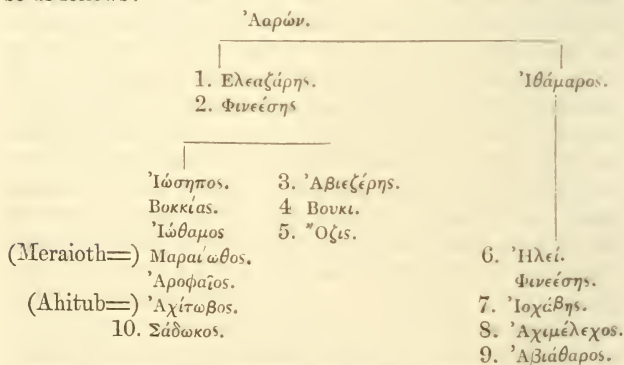 Ἀαρών.
1. Ελεαζάρης. Ἰθάμαρος.
2. Φινεέσης
Ἰώσηπος. 3. Ἀβιεζέρης.
Βοκκίας. 4 Βουκι.
Ἰώθαμος 5. Ὄζις.
(Meraioth=) Μαραίωθος. 6. Ἠλεί.
Ἀροφαῖος. Φινεέσης.
(Ahitub=) Ἀχίτωβος. 7. Ἰοχάβης.
10. Σάδωκος. 8. Ἀχιμέλεχος.
9. Ἀβιάθαρος.